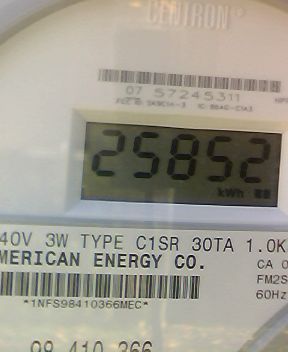 CENTRON
07 57245311
25852
kWh
40V 3W TYPE C1SR 30TA 1.0K
MERICAN ENERGY CO.
CA 0
FM2S
60Hz
*1NFS98410366MEC*
98 410 366